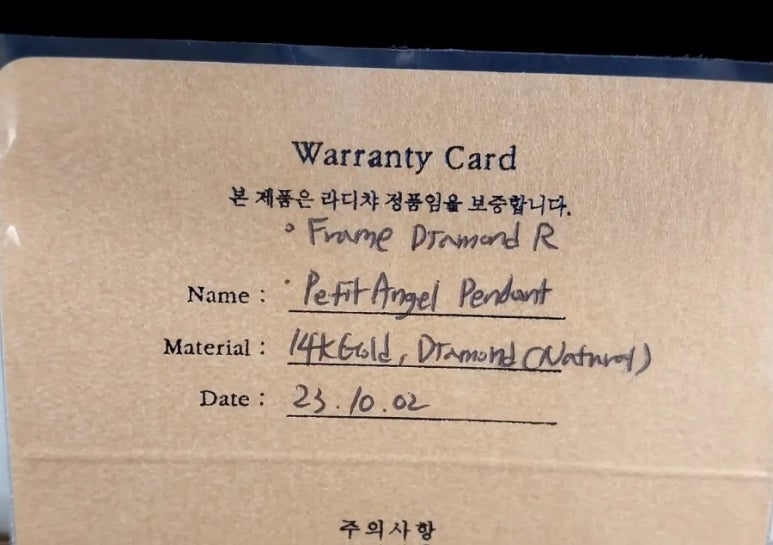 Warranty Card
본 제품은 라디챠 정품임을 보증합니다.
° Frame Diamond R
Name : · Petit Angel Pendant
Material : 14k Gold, Diamond (Natural)
Date : 23.10.02
주의사항